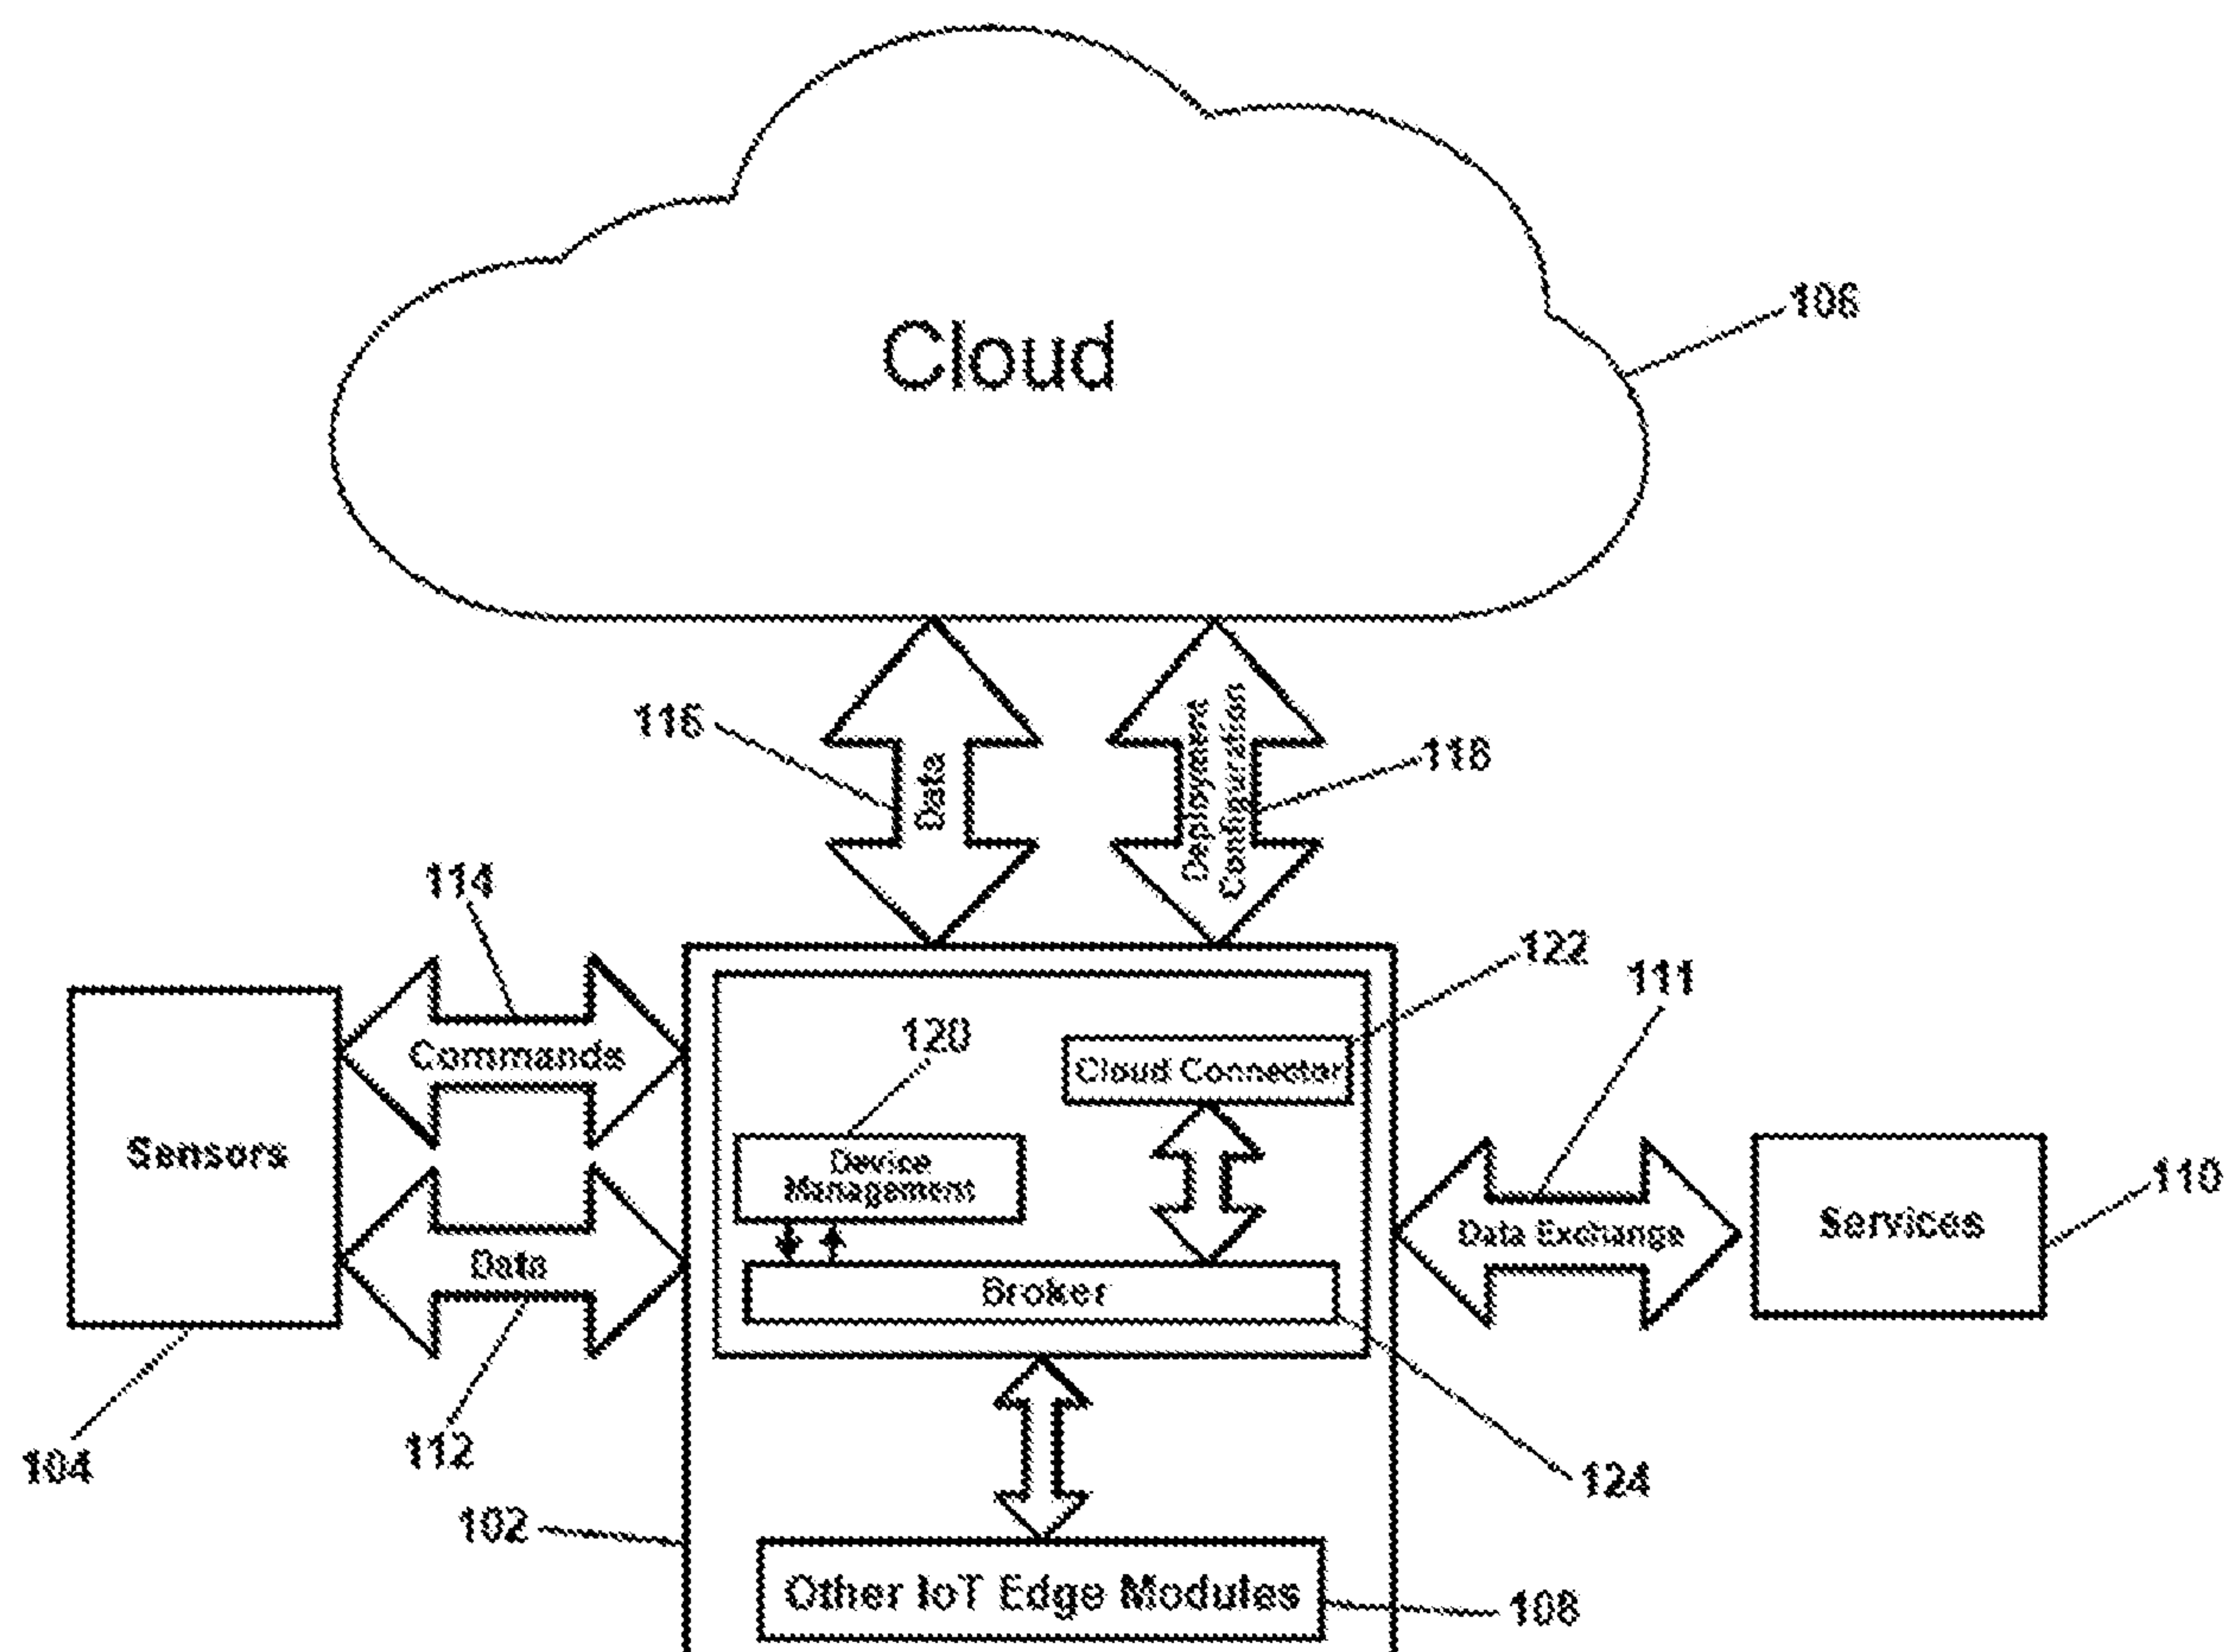 Cloud
106
116
Data
Deployment
Configuration
118
114
122
111
120
Commands
Cloud Connector
Sensors
Device
Management
110
Services
Data Exchange
Data
Broker
112
104
124
102
Other IoT Edge Modules
108